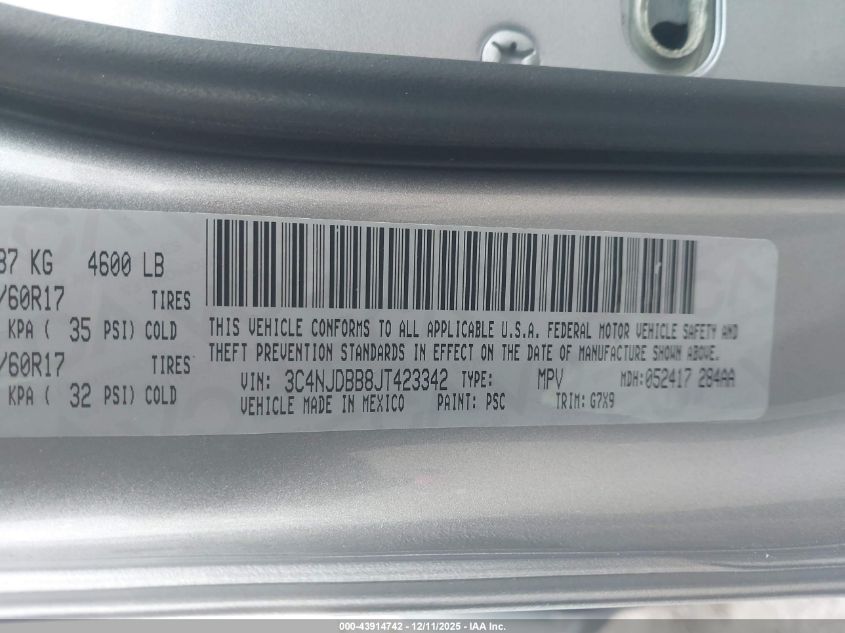 87 KG 4600 LB
/60R17 TIRES
KPA ( 35 PSI) COLD
/60R17 TIRES
KPA ( 32 PSI) COLD
THIS VEHICLE CONFORMS TO ALL APPLICABLE U.S.A. FEDERAL MOTOR VEHICLE SAFETY AND
THEFT PREVENTION STANDARDS IN EFFECT ON THE DATE OF MANUFACTURE SHOWN ABOVE.
VIN: 3C4NJDBB8JT423342 TYPE: MPV MDH: 052417 284AA
VEHICLE MADE IN MEXICO PAINT: PSC TRIM: G7X9
000-43914742 - 12/11/2025 - IAA Inc.